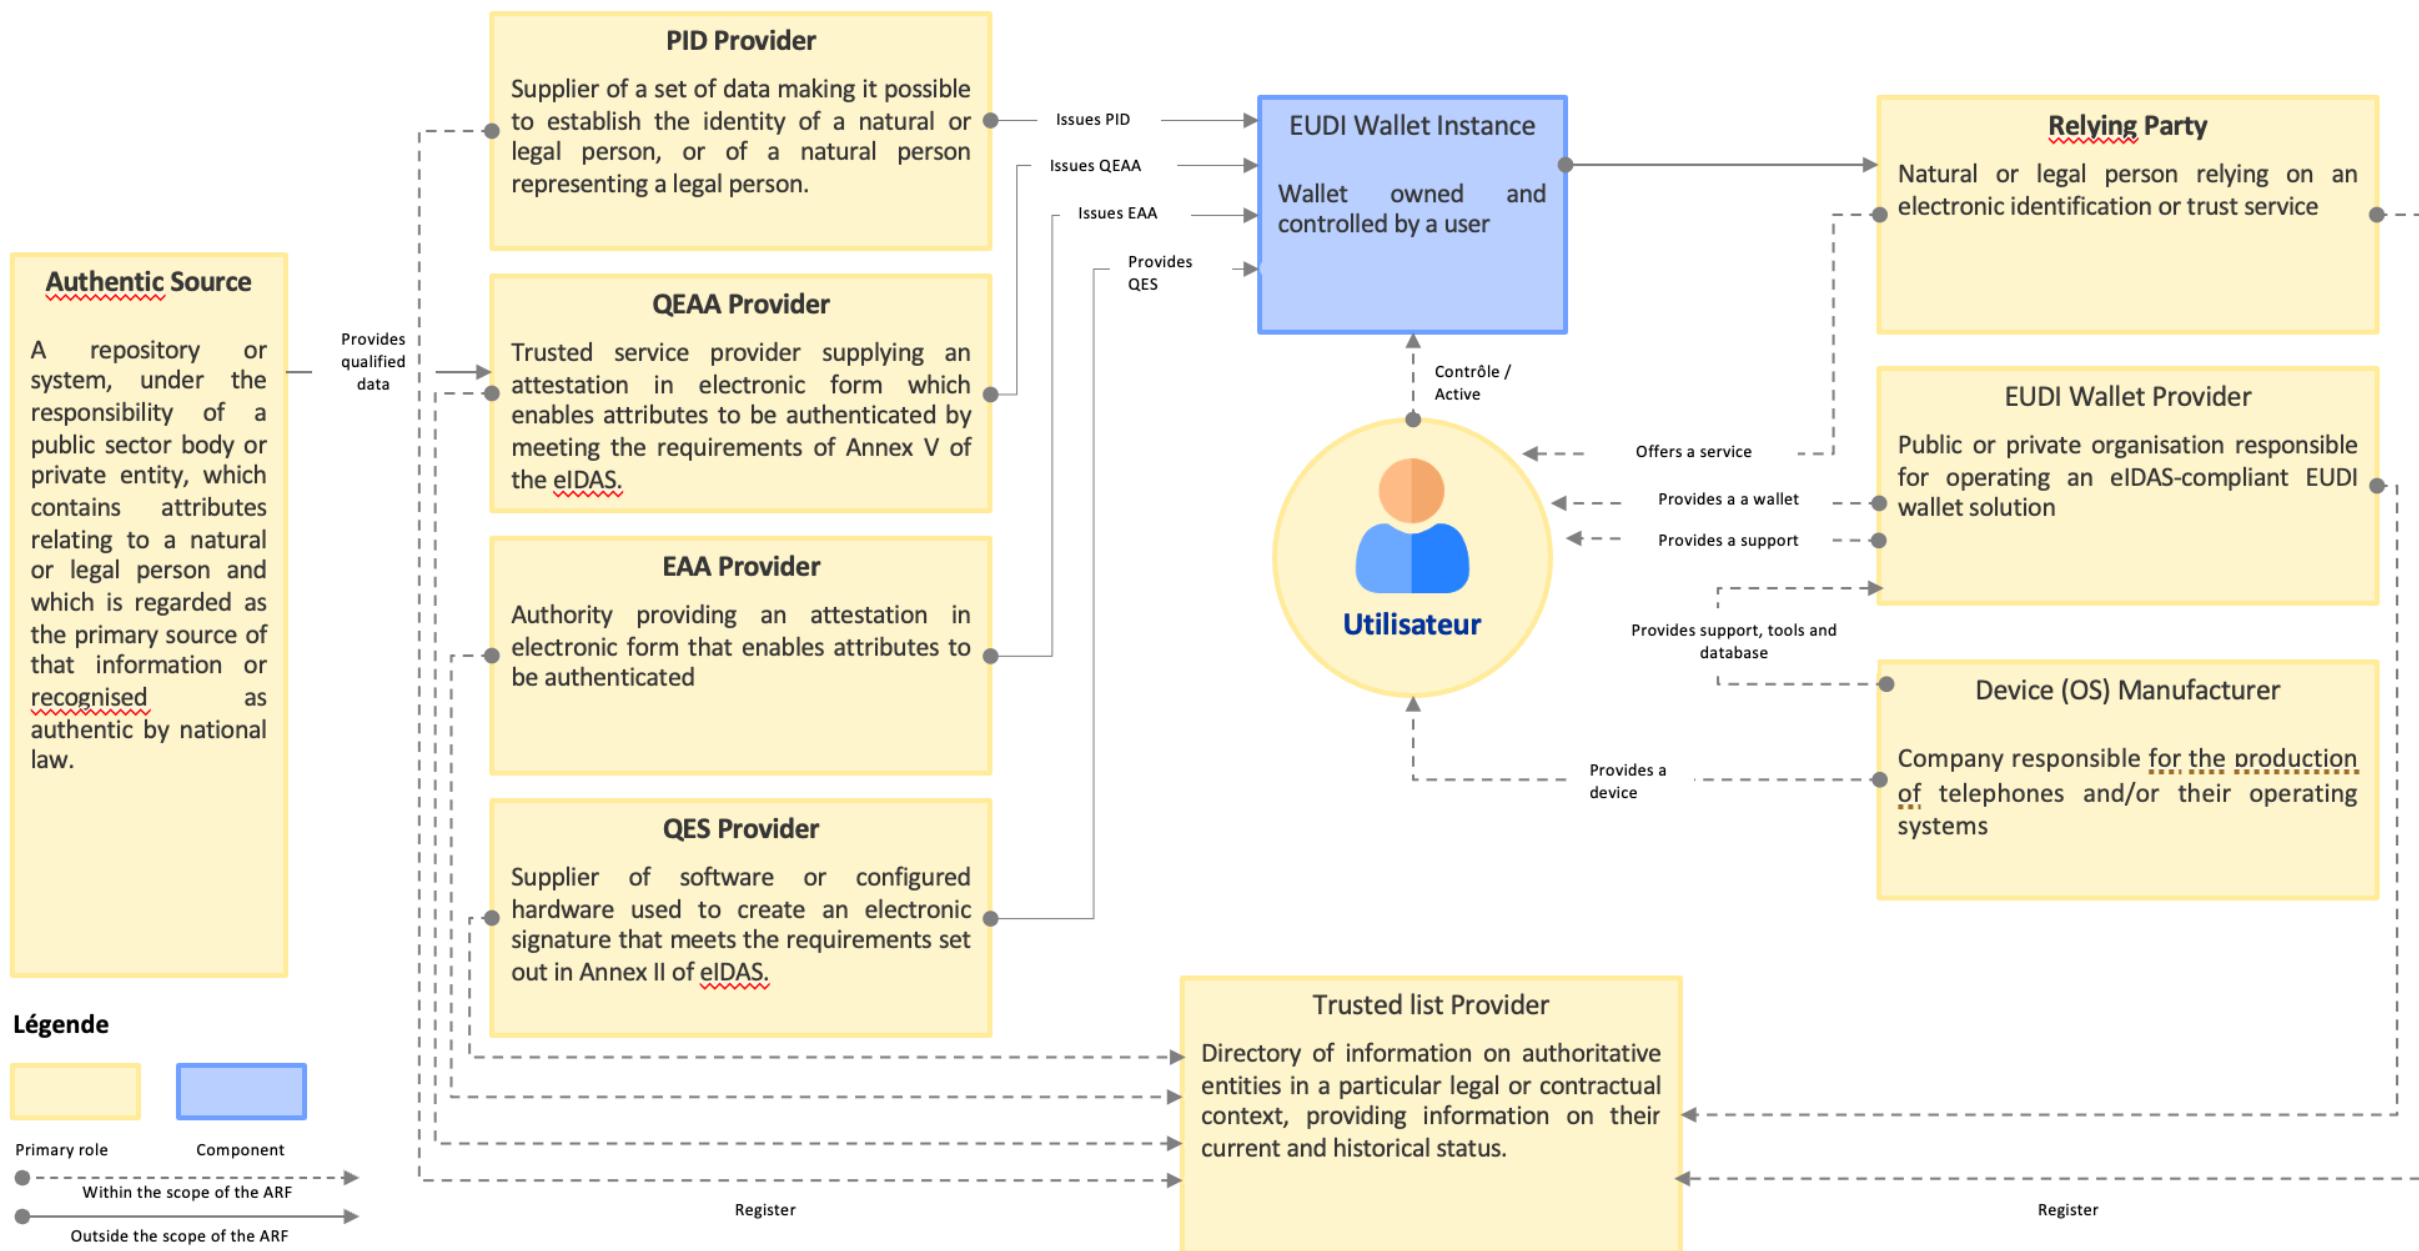 PID Provider
Supplier of a set of data making it possible
to establish the identity of a natural or
legal person, or of a natural person
representing a legal person.
Authentic Source
A repository or
system, under the
responsibility of a
public sector body or
private entity, which
contains attributes
relating to a natural
or legal person and
which is regarded as
the primary source of
that information or
recognised as
authentic by national
law.
Provides
qualified
data
QEAA Provider
Trusted service provider supplying an
attestation in electronic form which
enables attributes to be authenticated by
meeting the requirements of Annex V of
the eIDAS.
EAA Provider
Authority providing an attestation in
electronic form that enables attributes to
be authenticated
QES Provider
Supplier of software or configured
hardware used to create an electronic
signature that meets the requirements set
out in Annex II of eIDAS.
Issues PID
Issues QEAA
Issues EAA
Provides
QES
EUDI Wallet Instance
Wallet owned and
controlled by a user
Contrôle /
Active
Utilisateur
Relying Party
Natural or legal person relying on an
electronic identification or trust service
Offers a service
Provides a a wallet
Provides a support
EUDI Wallet Provider
Public or private organisation responsible
for operating an eIDAS-compliant EUDI
wallet solution
Provides support, tools and
database
Device (OS) Manufacturer
Company responsible for the production
of telephones and/or their operating
systems
Provides a
device
Trusted list Provider
Directory of information on authoritative
entities in a particular legal or contractual
context, providing information on their
current and historical status.
Register
Register
Légende
Primary role
Component
Within the scope of the ARF
Outside the scope of the ARF